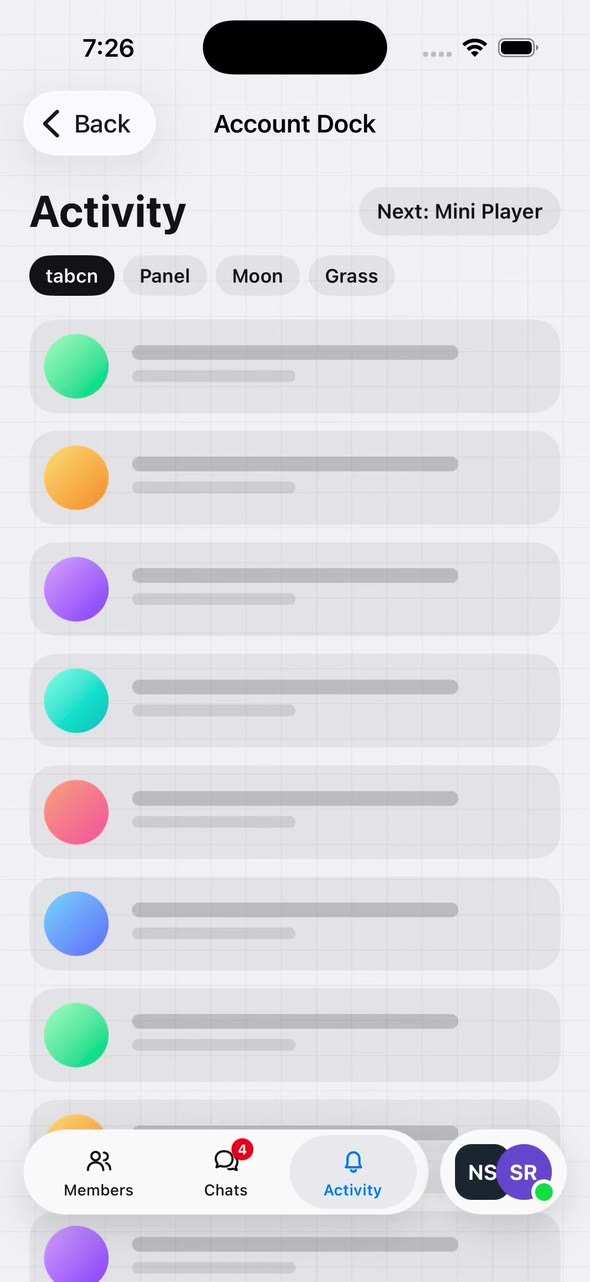 7:26
Back
Account Dock
Activity
Next: Mini Player
tabcn
Panel
Moon
Grass
4
Members
Chats
Activity
NS
SR